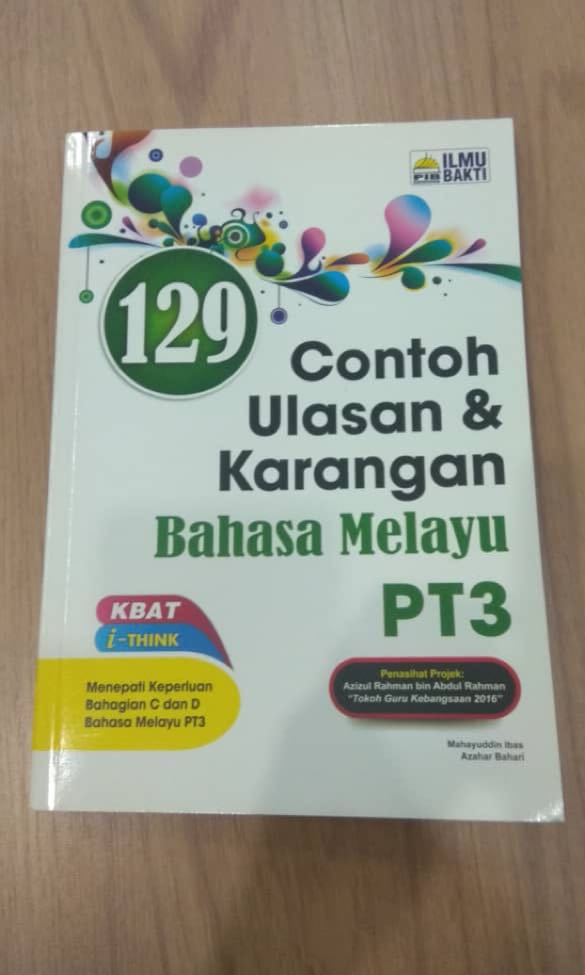 PIB
ILMU
BAKTI
129
Contoh
Ulasan &
Karangan
Bahasa Melayu
PT3
KBAT
i-THINK
Menepati Keperluan
Bahagian C dan D
Bahasa Melayu PT3
Penasihat Projek:
Azizul Rahman bin Abdul Rahman
"Tokoh Guru Kebangsaan 2016"
Mahayuddin Ibas
Azahar Bahari